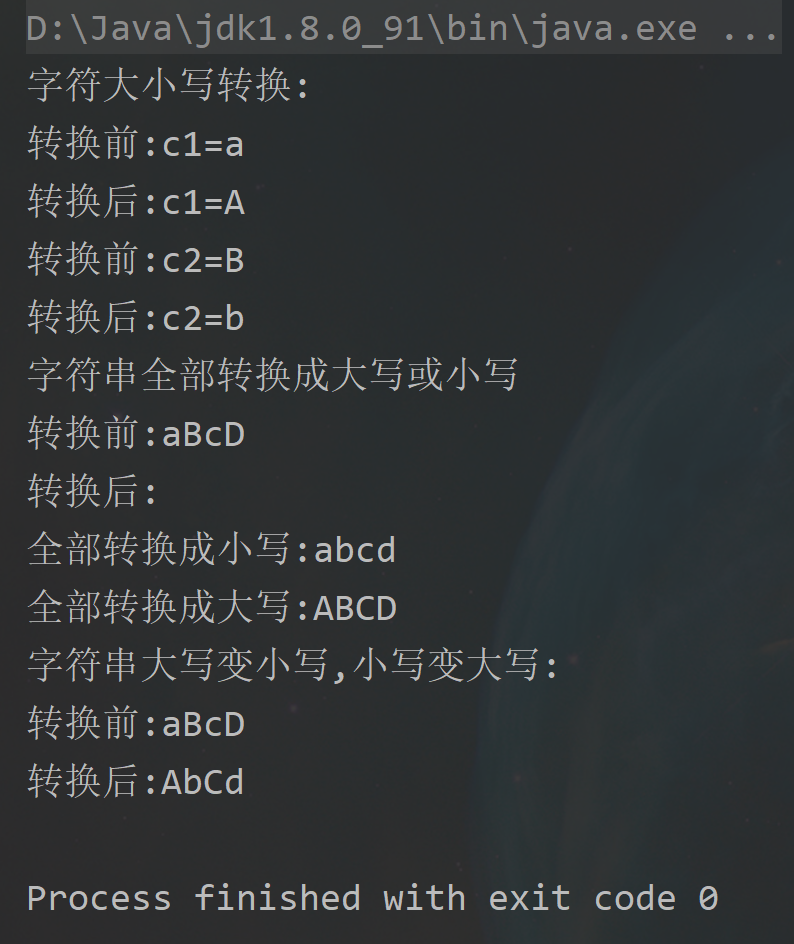 D:\Java\jdk1.8.0_91\bin\java.exe ...
字符大小写转换:
转换前:c1=a
转换后:c1=A
转换前:c2=B
转换后:c2=b
字符串全部转换成大写或小写
转换前:aBcD
转换后:
全部转换成小写:abcd
全部转换成大写:ABCD
字符串大写变小写,小写变大写:
转换前:aBcD
转换后:AbCd
Process finished with exit code 0